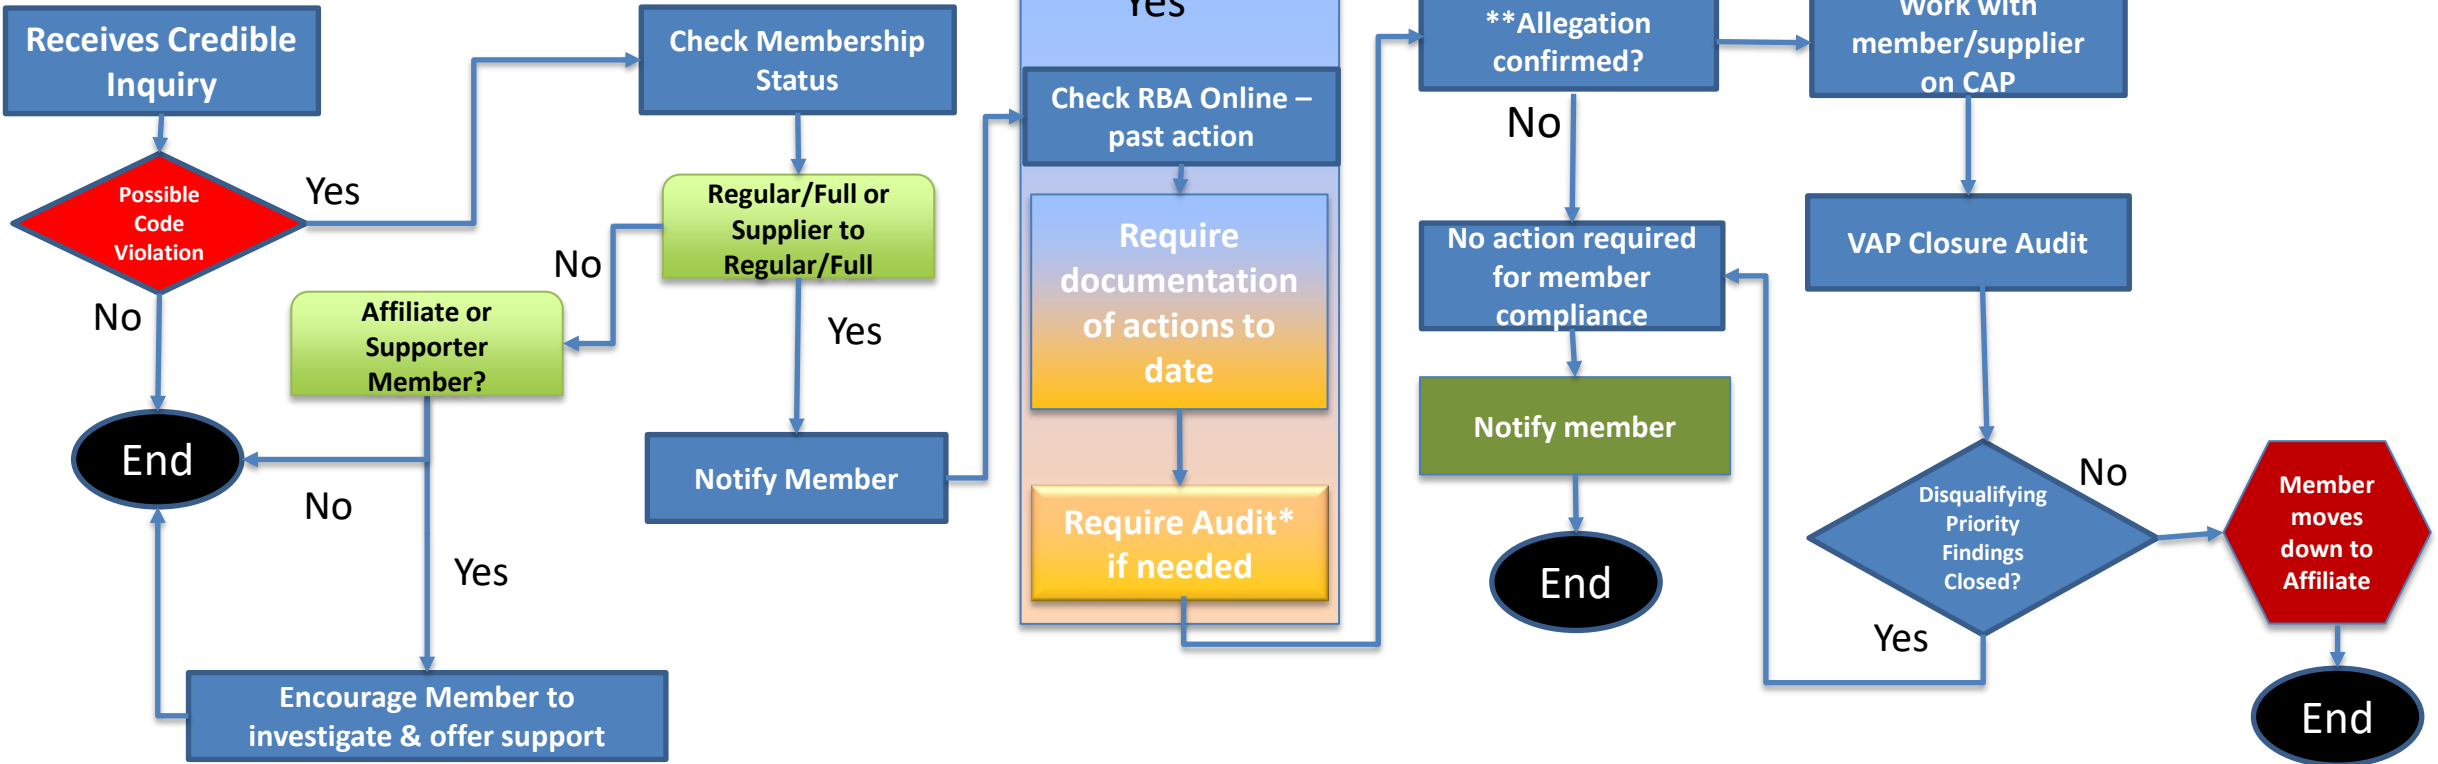 Receives Credible
Inquiry
Possible
Code
Violation
Yes
No
End
Check Membership
Status
Regular/Full or
Supplier to
Regular/Full
No
Yes
Affiliate or
Supporter
Member?
No
Yes
Encourage Member to
investigate & offer support
Notify Member
Yes
Check RBA Online –
past action
Require
documentation
of actions to
date
Require Audit*
if needed
**Allegation
confirmed?
No
No action required
for member
compliance
Notify member
End
Work with
member/supplier
on CAP
VAP Closure Audit
Disqualifying
Priority
Findings
Closed?
No
Yes
Member
moves
down to
Affiliate
End